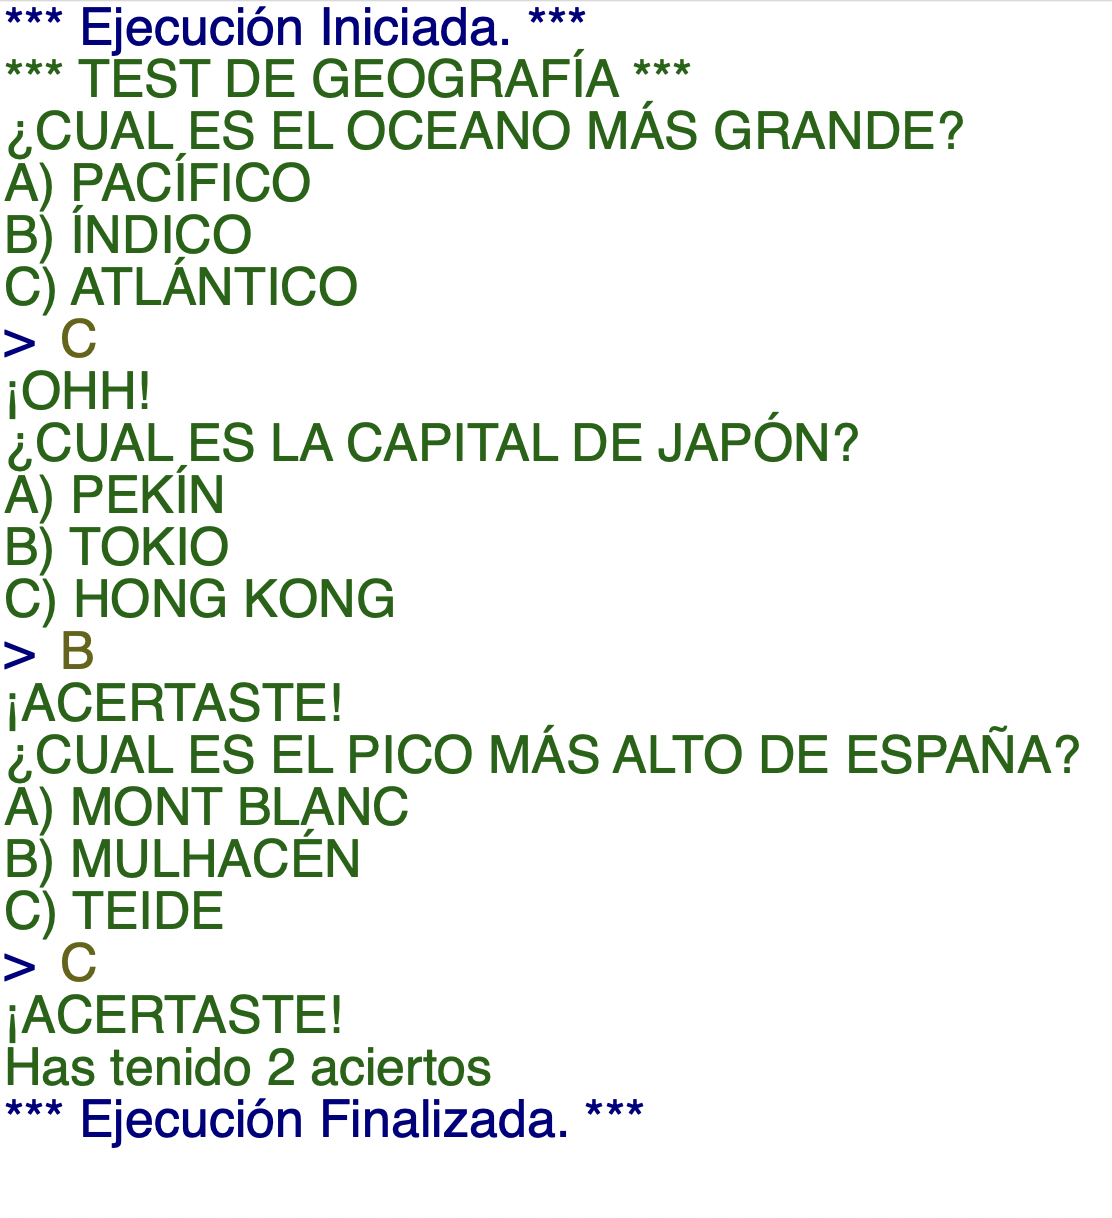 *** Ejecución Iniciada. ***
*** TEST DE GEOGRAFÍA ***
¿CUAL ES EL OCEANO MÁS GRANDE?
A) PACÍFICO
B) ÍNDICO
C) ATLÁNTICO
> C
¡OHH!
¿CUAL ES LA CAPITAL DE JAPÓN?
A) PEKÍN
B) TOKIO
C) HONG KONG
> B
¡ACERTASTE!
¿CUAL ES EL PICO MÁS ALTO DE ESPAÑA?
A) MONT BLANC
B) MULHACÉN
C) TEIDE
> C
¡ACERTASTE!
Has tenido 2 aciertos
*** Ejecución Finalizada. ***